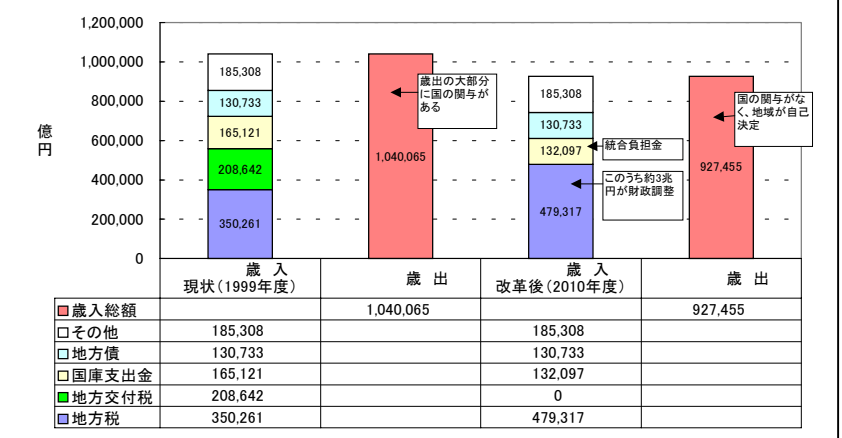 1,200,000
1,000,000
800,000
600,000
400,000
200,000
0
億
円
185,308
130,733
165,121
208,642
350,261
1,040,065
歳出の大部分
に国の関与が
ある
185,308
130,733
132,097
479,317
統合負担金
このうち約3兆
円が財政調整
927,455
国の関与がな
く、地域が自己
決定
歳 入
現状(1999年度)
歳 出
歳 入
改革後(2010年度)
歳 出
歳入総額 1,040,065 927,455
その他 185,308 185,308
地方債 130,733 130,733
国庫支出金 165,121 132,097
地方交付税 208,642 0
地方税 350,261 479,317